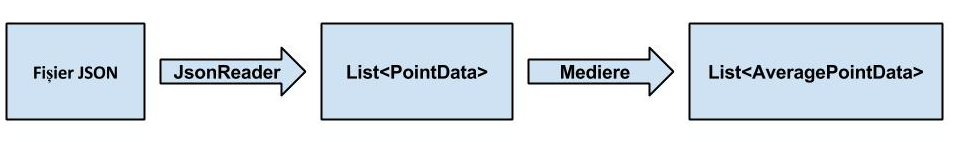 Fișier JSON
JsonReader
List<PointData>
Mediere
List<AveragePointData>